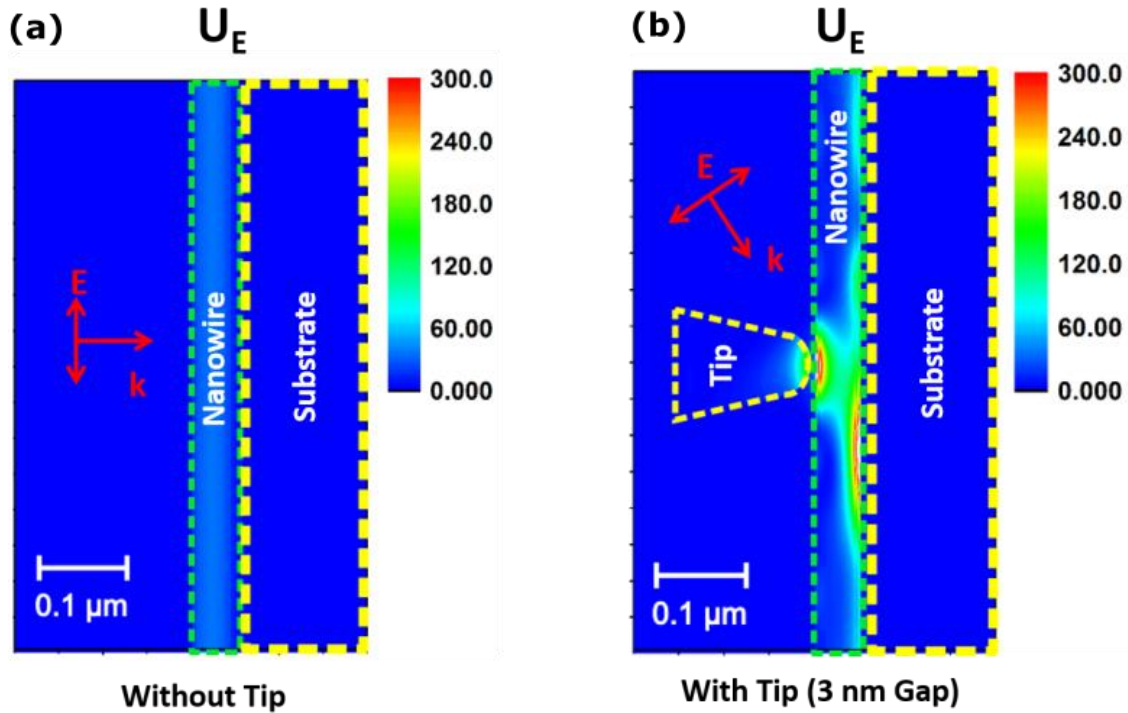 (a)
U_E
300.0
240.0
180.0
120.0
60.00
0.000
E
k
Nanowire
Substrate
0.1 µm
Without Tip
(b)
U_E
300.0
240.0
180.0
120.0
60.00
0.000
E
k
Nanowire
Tip
Substrate
0.1 µm
With Tip (3 nm Gap)